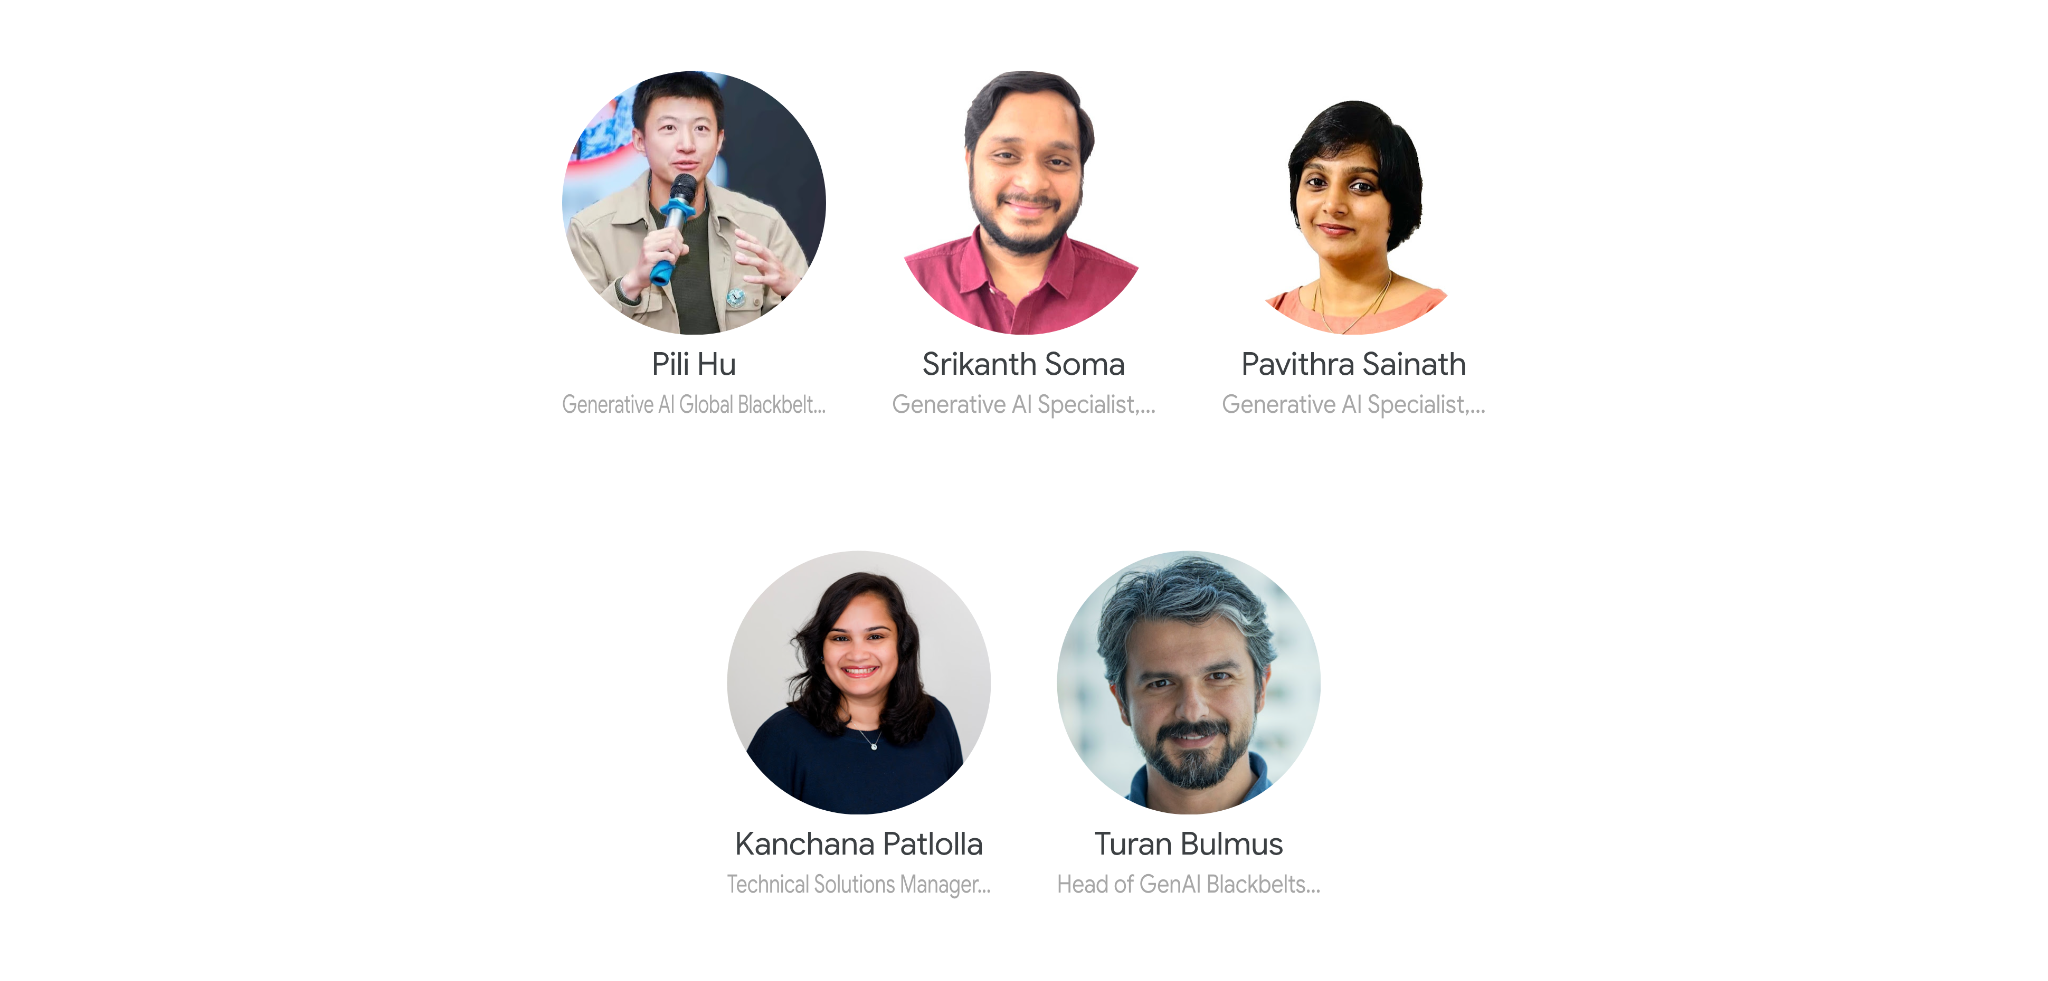 Pili Hu
Generative AI Global Blackbelt...
Srikanth Soma
Generative AI Specialist,...
Pavithra Sainath
Generative AI Specialist,...
Kanchana Patlolla
Technical Solutions Manager...
Turan Bulmus
Head of GenAI Blackbelts...